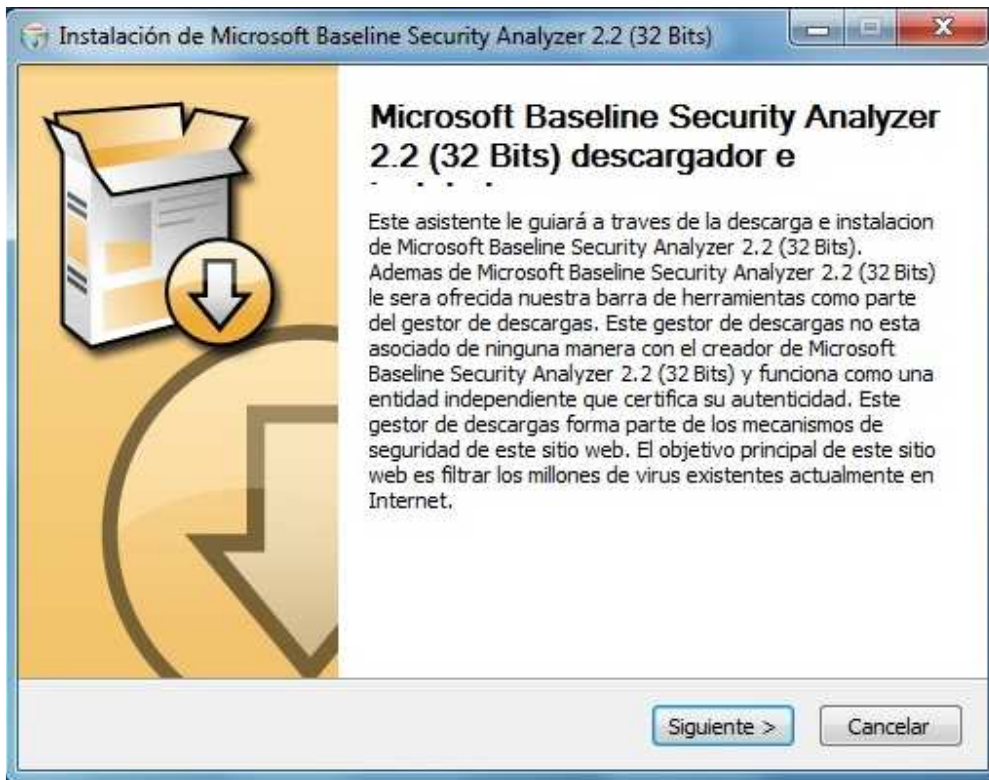 Instalación de Microsoft Baseline Security Analyzer 2.2 (32 Bits)
Microsoft Baseline Security Analyzer
2.2 (32 Bits) descargador e
Este asistente le guiará a traves de la descarga e instalacion
de Microsoft Baseline Security Analyzer 2.2 (32 Bits).
Ademas de Microsoft Baseline Security Analyzer 2.2 (32 Bits)
le sera ofrecida nuestra barra de herramientas como parte
del gestor de descargas. Este gestor de descargas no esta
asociado de ninguna manera con el creador de Microsoft
Baseline Security Analyzer 2.2 (32 Bits) y funciona como una
entidad independiente que certifica su autenticidad. Este
gestor de descargas forma parte de los mecanismos de
seguridad de este sitio web. El objetivo principal de este sitio
web es filtrar los millones de virus existentes actualmente en
Internet.
Siguiente >
Cancelar